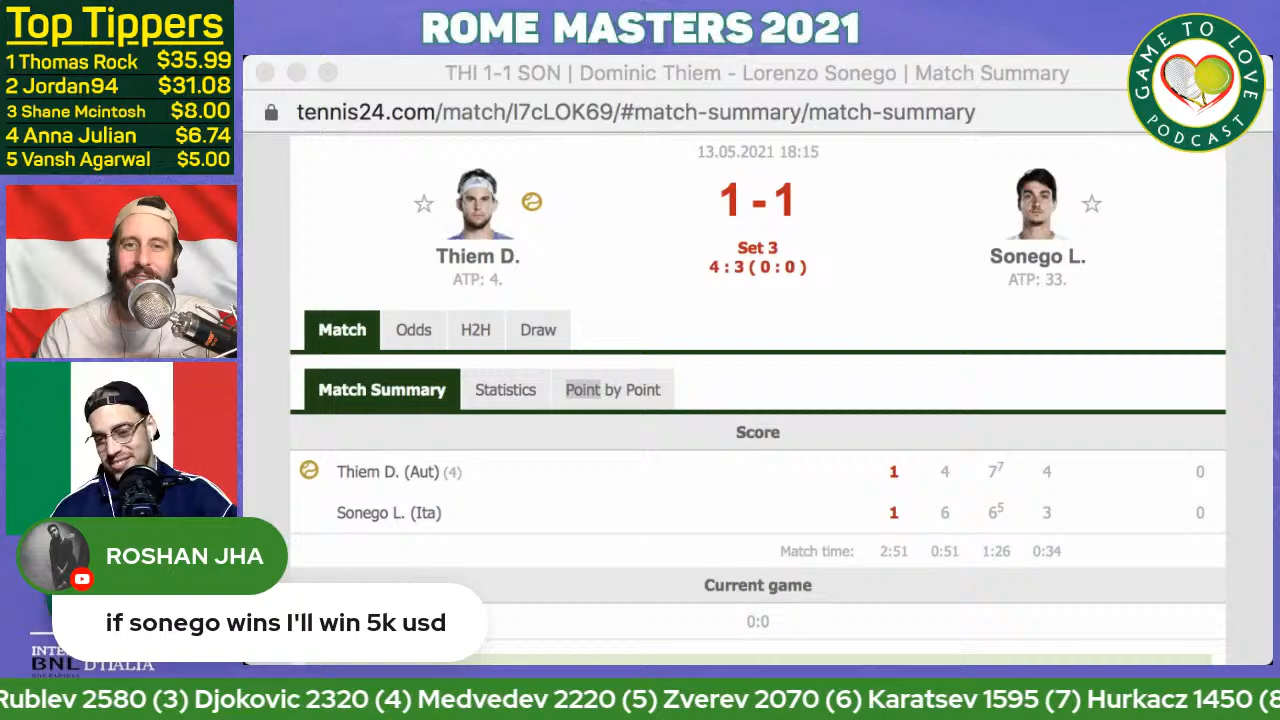 Top Tippers
1 Thomas Rock $35.99
2 Jordan94 $31.08
3 Shane Mcintosh $8.00
4 Anna Julian $6.74
5 Vansh Agarwal $5.00
ROME MASTERS 2021
GAME TO LOVE
PODCAST
THI 1-1 SON | Dominic Thiem - Lorenzo Sonego | Match Summary
tennis24.com/match/I7cLOK69/#match-summary/match-summary
13.05.2021 18:15
1 - 1
Set 3
4 : 3 ( 0 : 0 )
Thiem D.
ATP: 4.
Sonego L.
ATP: 33.
Match Odds H2H Draw
Match Summary Statistics Point by Point
Score
Thiem D. (Aut) (4) 1 4 7⁷ 4 0
Sonego L. (Ita) 1 6 6⁵ 3 0
Match time: 2:51 0:51 1:26 0:34
Current game
0:0
ROSHAN JHA
if sonego wins I'll win 5k usd
BNL D'ITALIA
Rublev 2580 (3) Djokovic 2320 (4) Medvedev 2220 (5) Zverev 2070 (6) Karatsev 1595 (7) Hurkacz 1450 (8